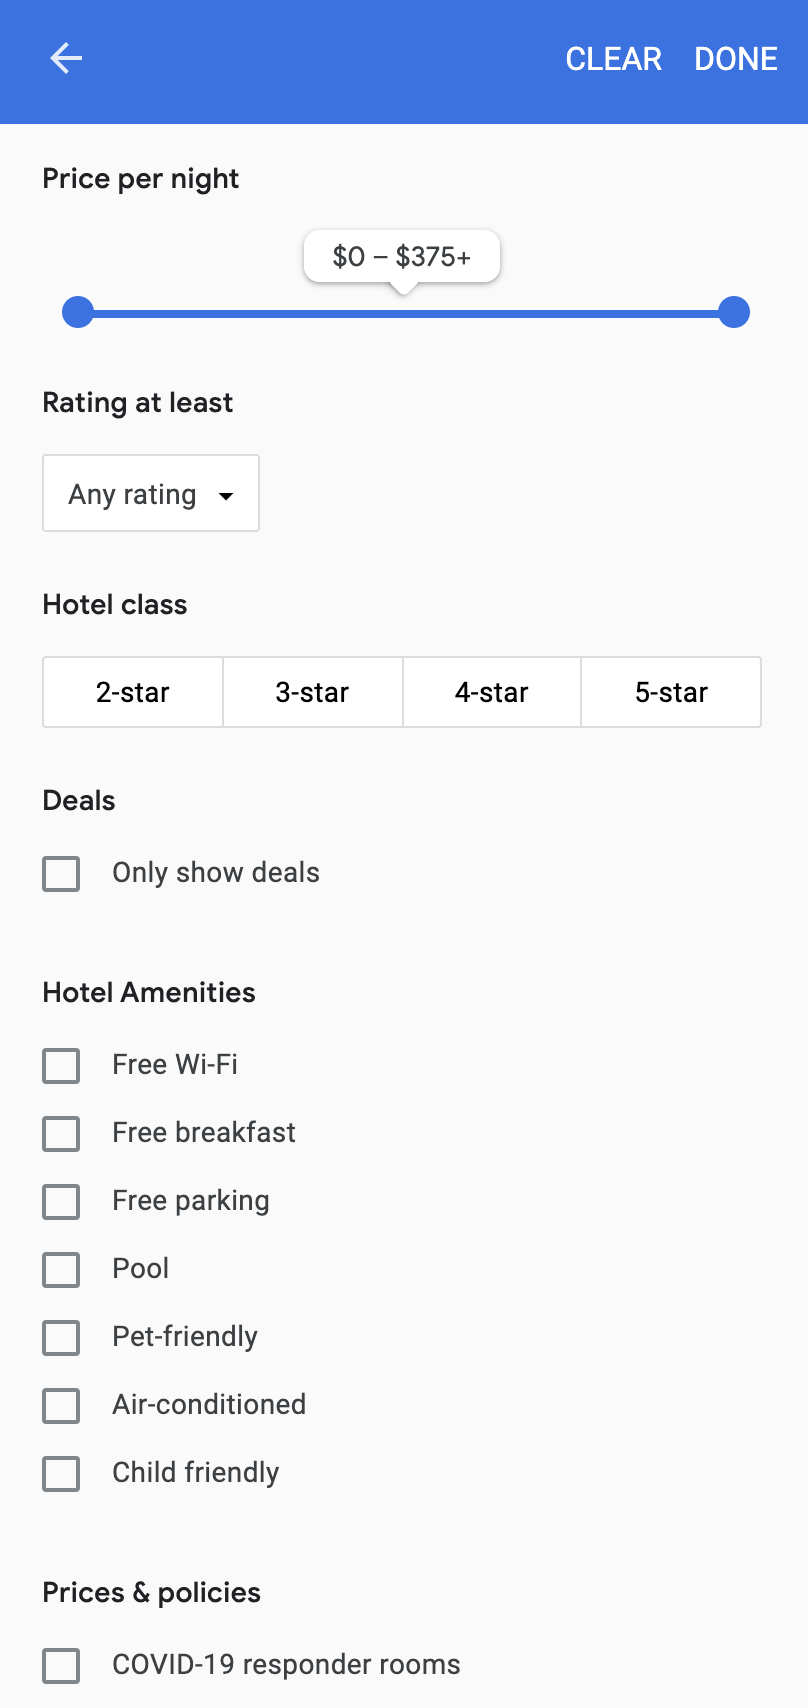 CLEAR DONE
Price per night
$0 – $375+
Rating at least
Any rating
Hotel class
2-star 3-star 4-star 5-star
Deals
Only show deals
Hotel Amenities
Free Wi-Fi
Free breakfast
Free parking
Pool
Pet-friendly
Air-conditioned
Child friendly
Prices & policies
COVID-19 responder rooms